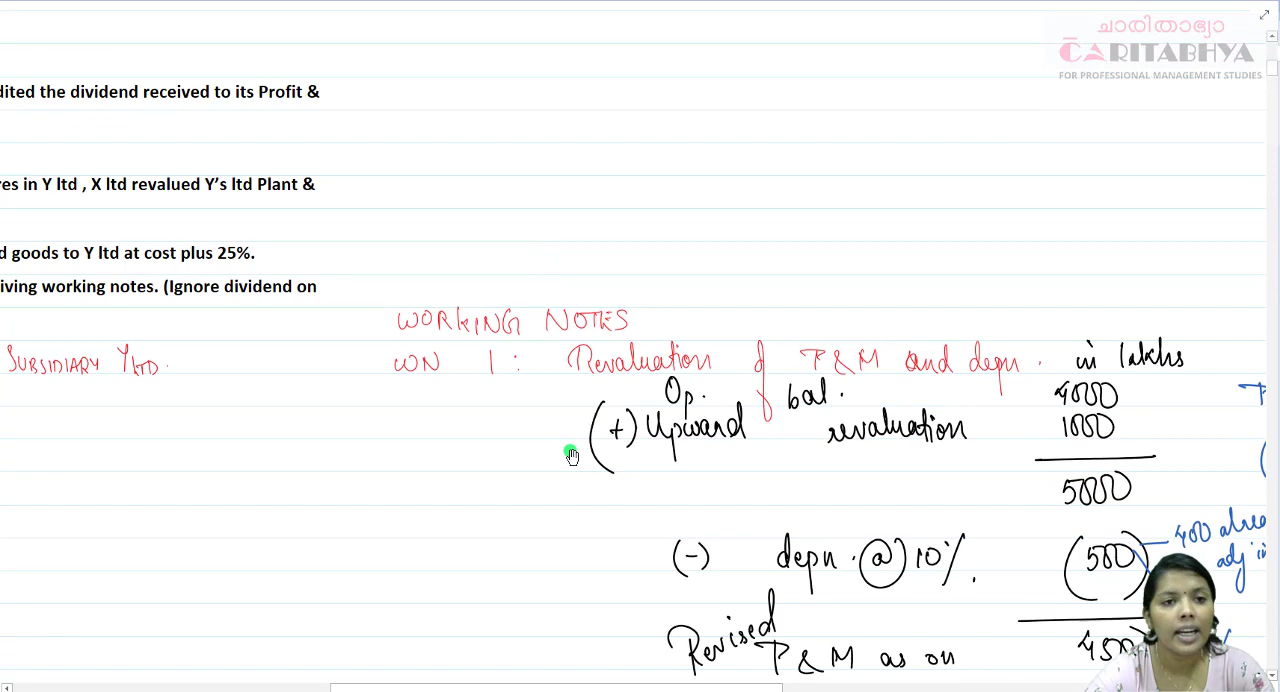 ചാരിതാഭ്യാ
CARITABHYA
FOR PROFESSIONAL MANAGEMENT STUDIES
dited the dividend received to its Profit &
res in Y ltd , X ltd revalued Y’s ltd Plant &
d goods to Y ltd at cost plus 25%.
iving working notes. (Ignore dividend on
WORKING NOTES
SUBSIDIARY Y LTD.
WN 1 : Revaluation of P & M and depn. in lakhs
Op. bal. 4000
(+) Upward revaluation 1000
5000
400 alrea
adj in
(-) depn. @ 10%. (500)
Revised
P & M as on 4500